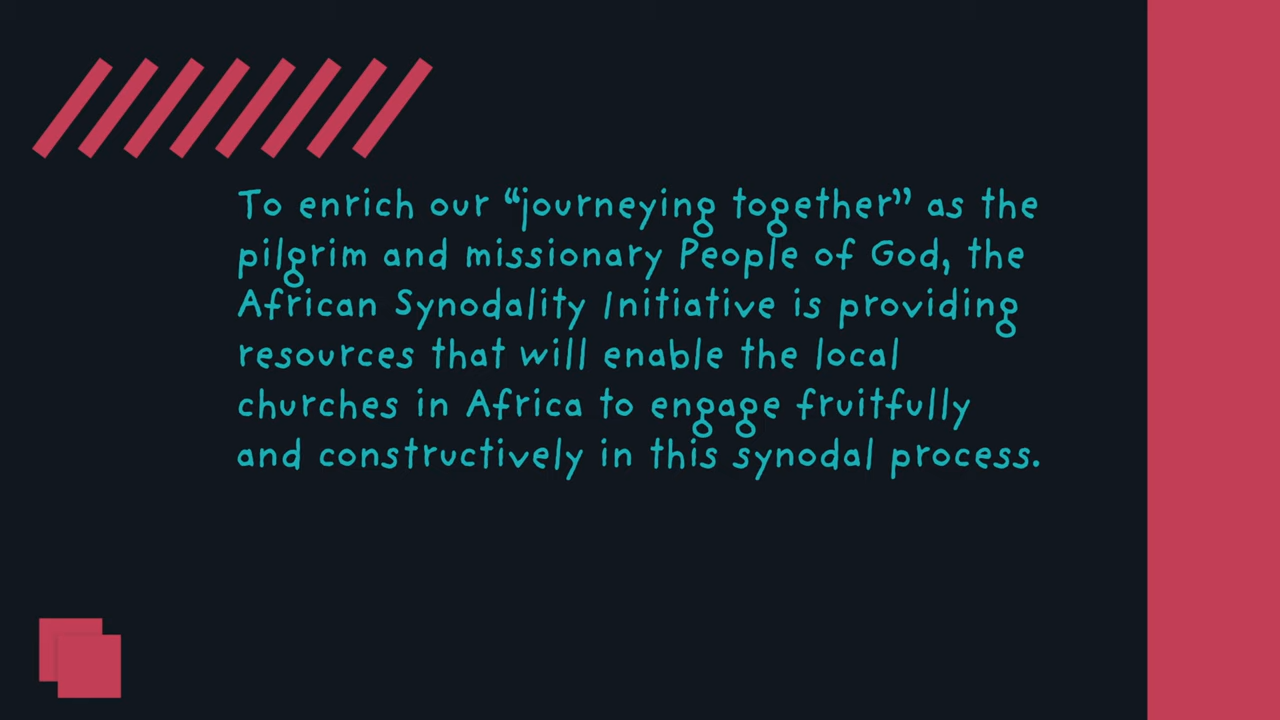 To enrich our “journeying together” as the
pilgrim and missionary People of God, the
African Synodality Initiative is providing
resources that will enable the local
churches in Africa to engage fruitfully
and constructively in this synodal process.